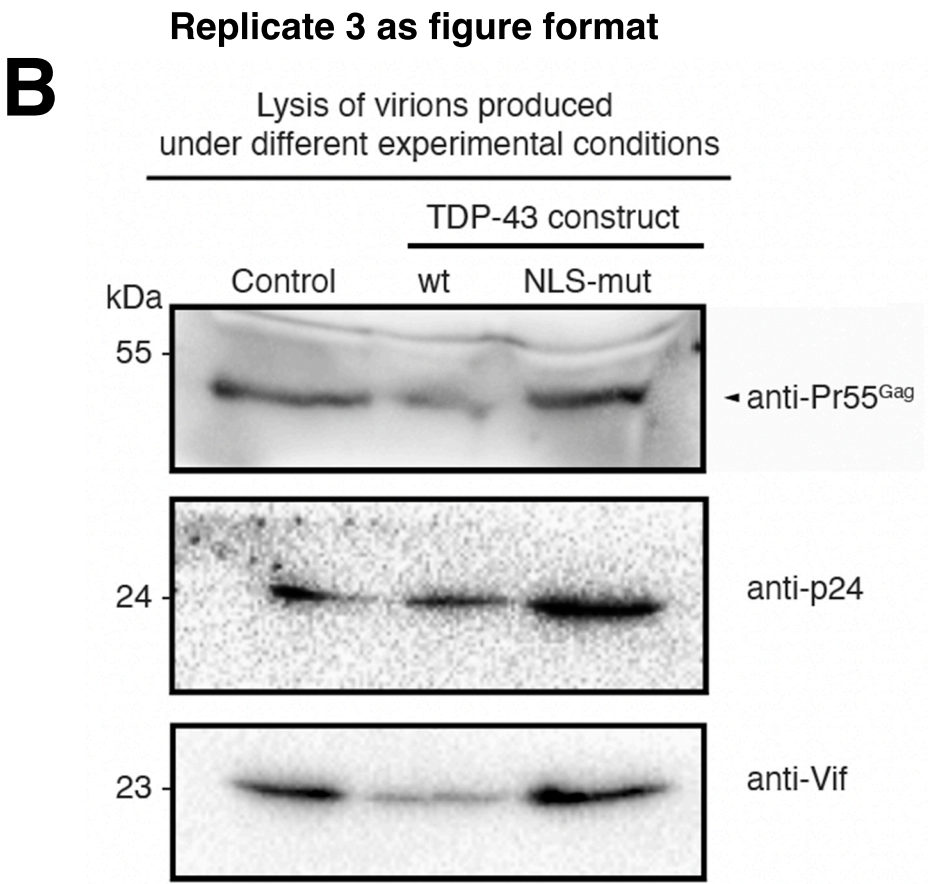 Replicate 3 as figure format
B
Lysis of virions produced
under different experimental conditions
TDP-43 construct
Control wt NLS-mut
kDa
55
anti-Pr55Gag
24
anti-p24
23
anti-Vif